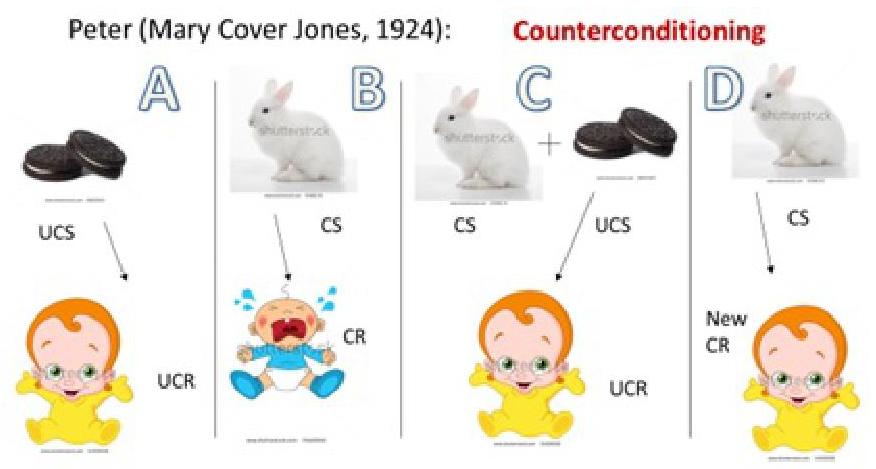 Peter (Mary Cover Jones, 1924): Counterconditioning
A B C D
shutterstock shutterstock shutterstock
+
UCS CS CS UCS CS
shutterstock
UCR CR UCR New CR